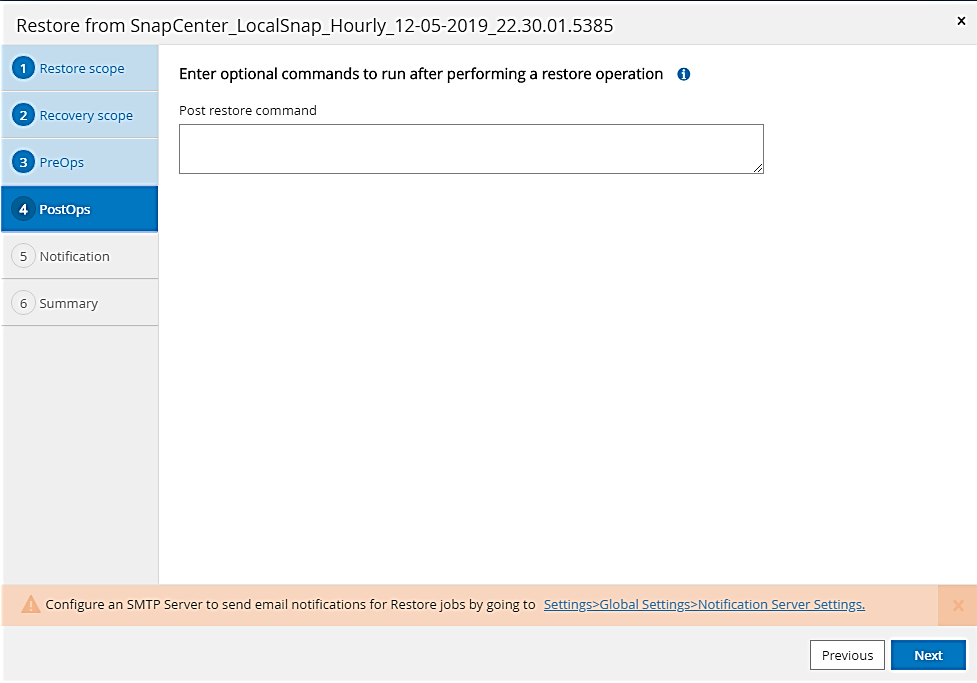 Restore from SnapCenter_LocalSnap_Hourly_12-05-2019_22.30.01.5385
×
1 Restore scope
2 Recovery scope
3 PreOps
4 PostOps
5 Notification
6 Summary
Enter optional commands to run after performing a restore operation i
Post restore command
Configure an SMTP Server to send email notifications for Restore jobs by going to Settings>Global Settings>Notification Server Settings. ×
Previous
Next